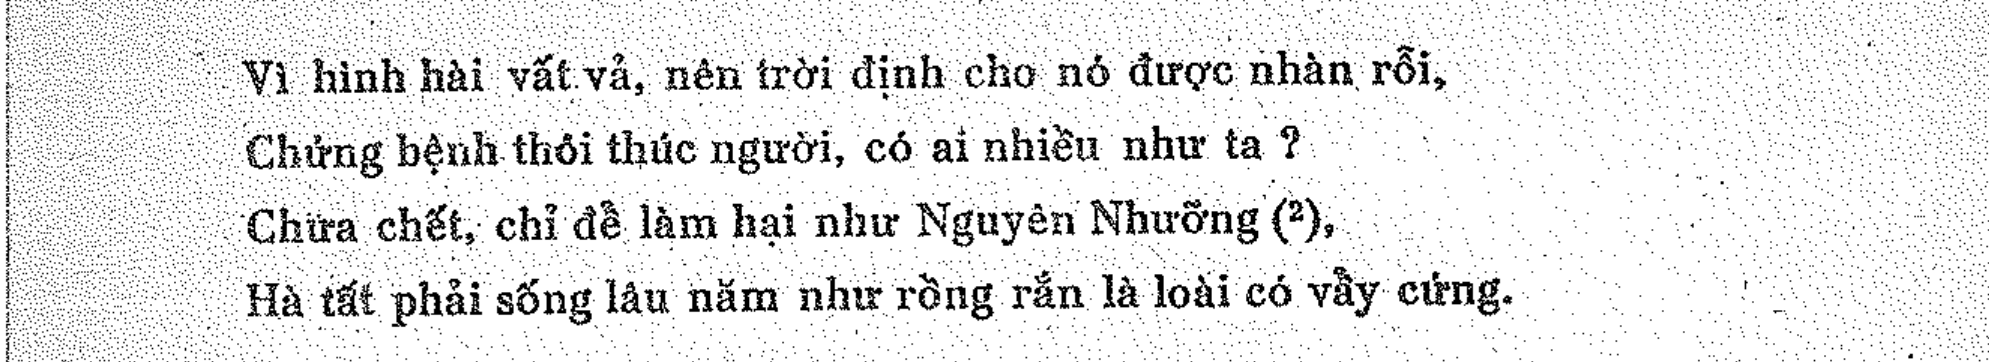 Vì hình hài vất vả, nên trời định cho nó được nhàn rỗi,
Chứng bệnh thôi thúc người, có ai nhiều như ta ?
Chưa chết, chỉ để làm hại như Nguyên Nhưỡng (²),
Hà tất phải sống lâu năm như rồng rắn là loài có vẩy cứng.